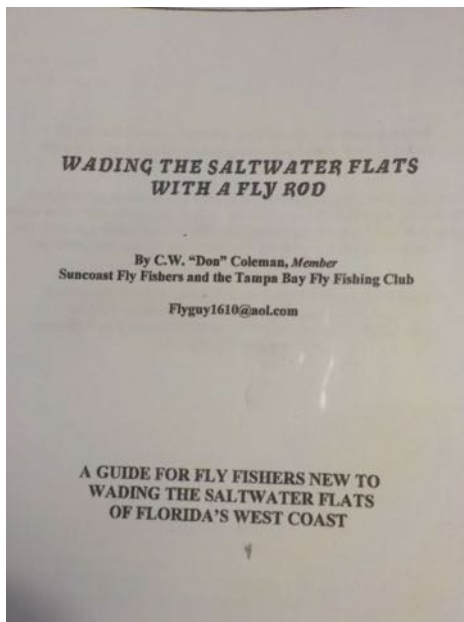 WADING THE SALTWATER FLATS
WITH A FLY ROD
By C.W. “Don” Coleman, Member
Suncoast Fly Fishers and the Tampa Bay Fly Fishing Club
Flyguy1610@aol.com
A GUIDE FOR FLY FISHERS NEW TO
WADING THE SALTWATER FLATS
OF FLORIDA’S WEST COAST